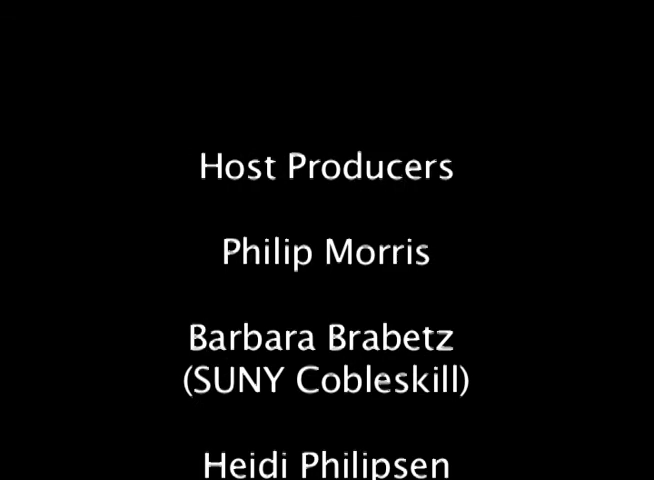 Host Producers
Philip Morris
Barbara Brabetz
(SUNY Cobleskill)
Heidi Philipsen